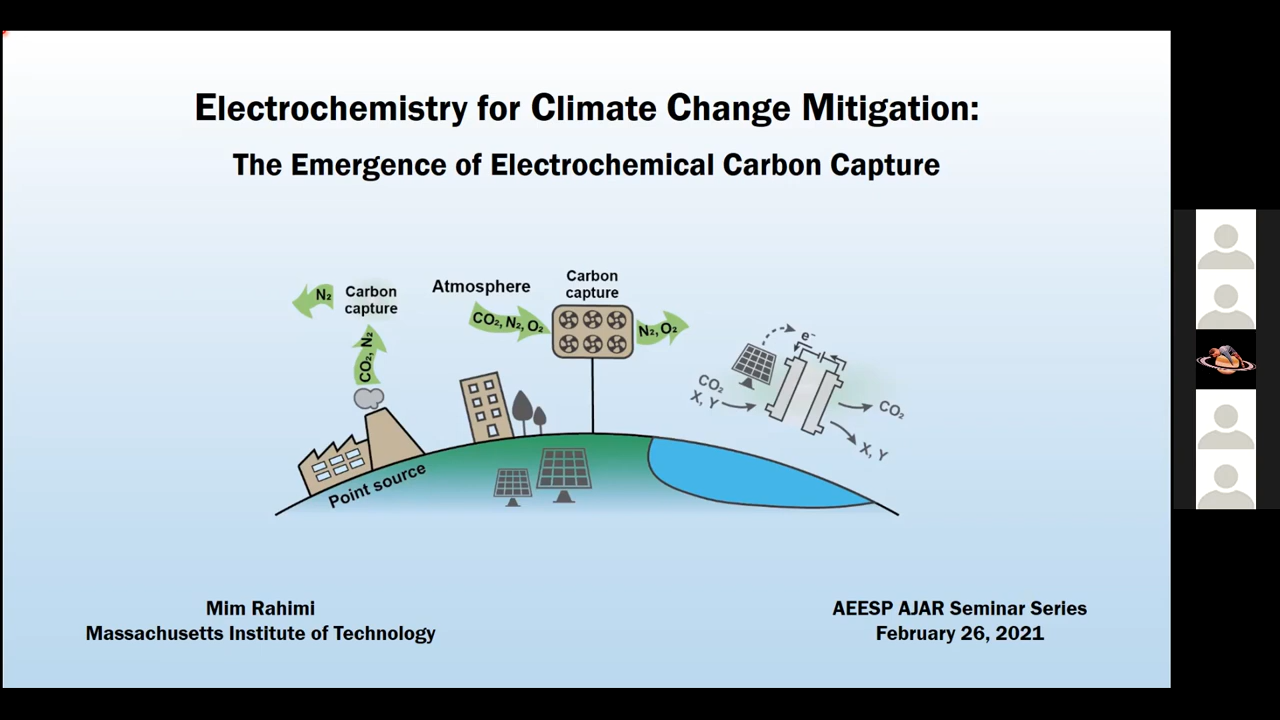 Electrochemistry for Climate Change Mitigation:
The Emergence of Electrochemical Carbon Capture
N₂
Carbon
capture
CO₂, N₂
Atmosphere
CO₂, N₂, O₂
Carbon
capture
N₂, O₂
e⁻
CO₂
X, Y
CO₂
X, Y
Point source
Mim Rahimi
Massachusetts Institute of Technology
AEESP AJAR Seminar Series
February 26, 2021